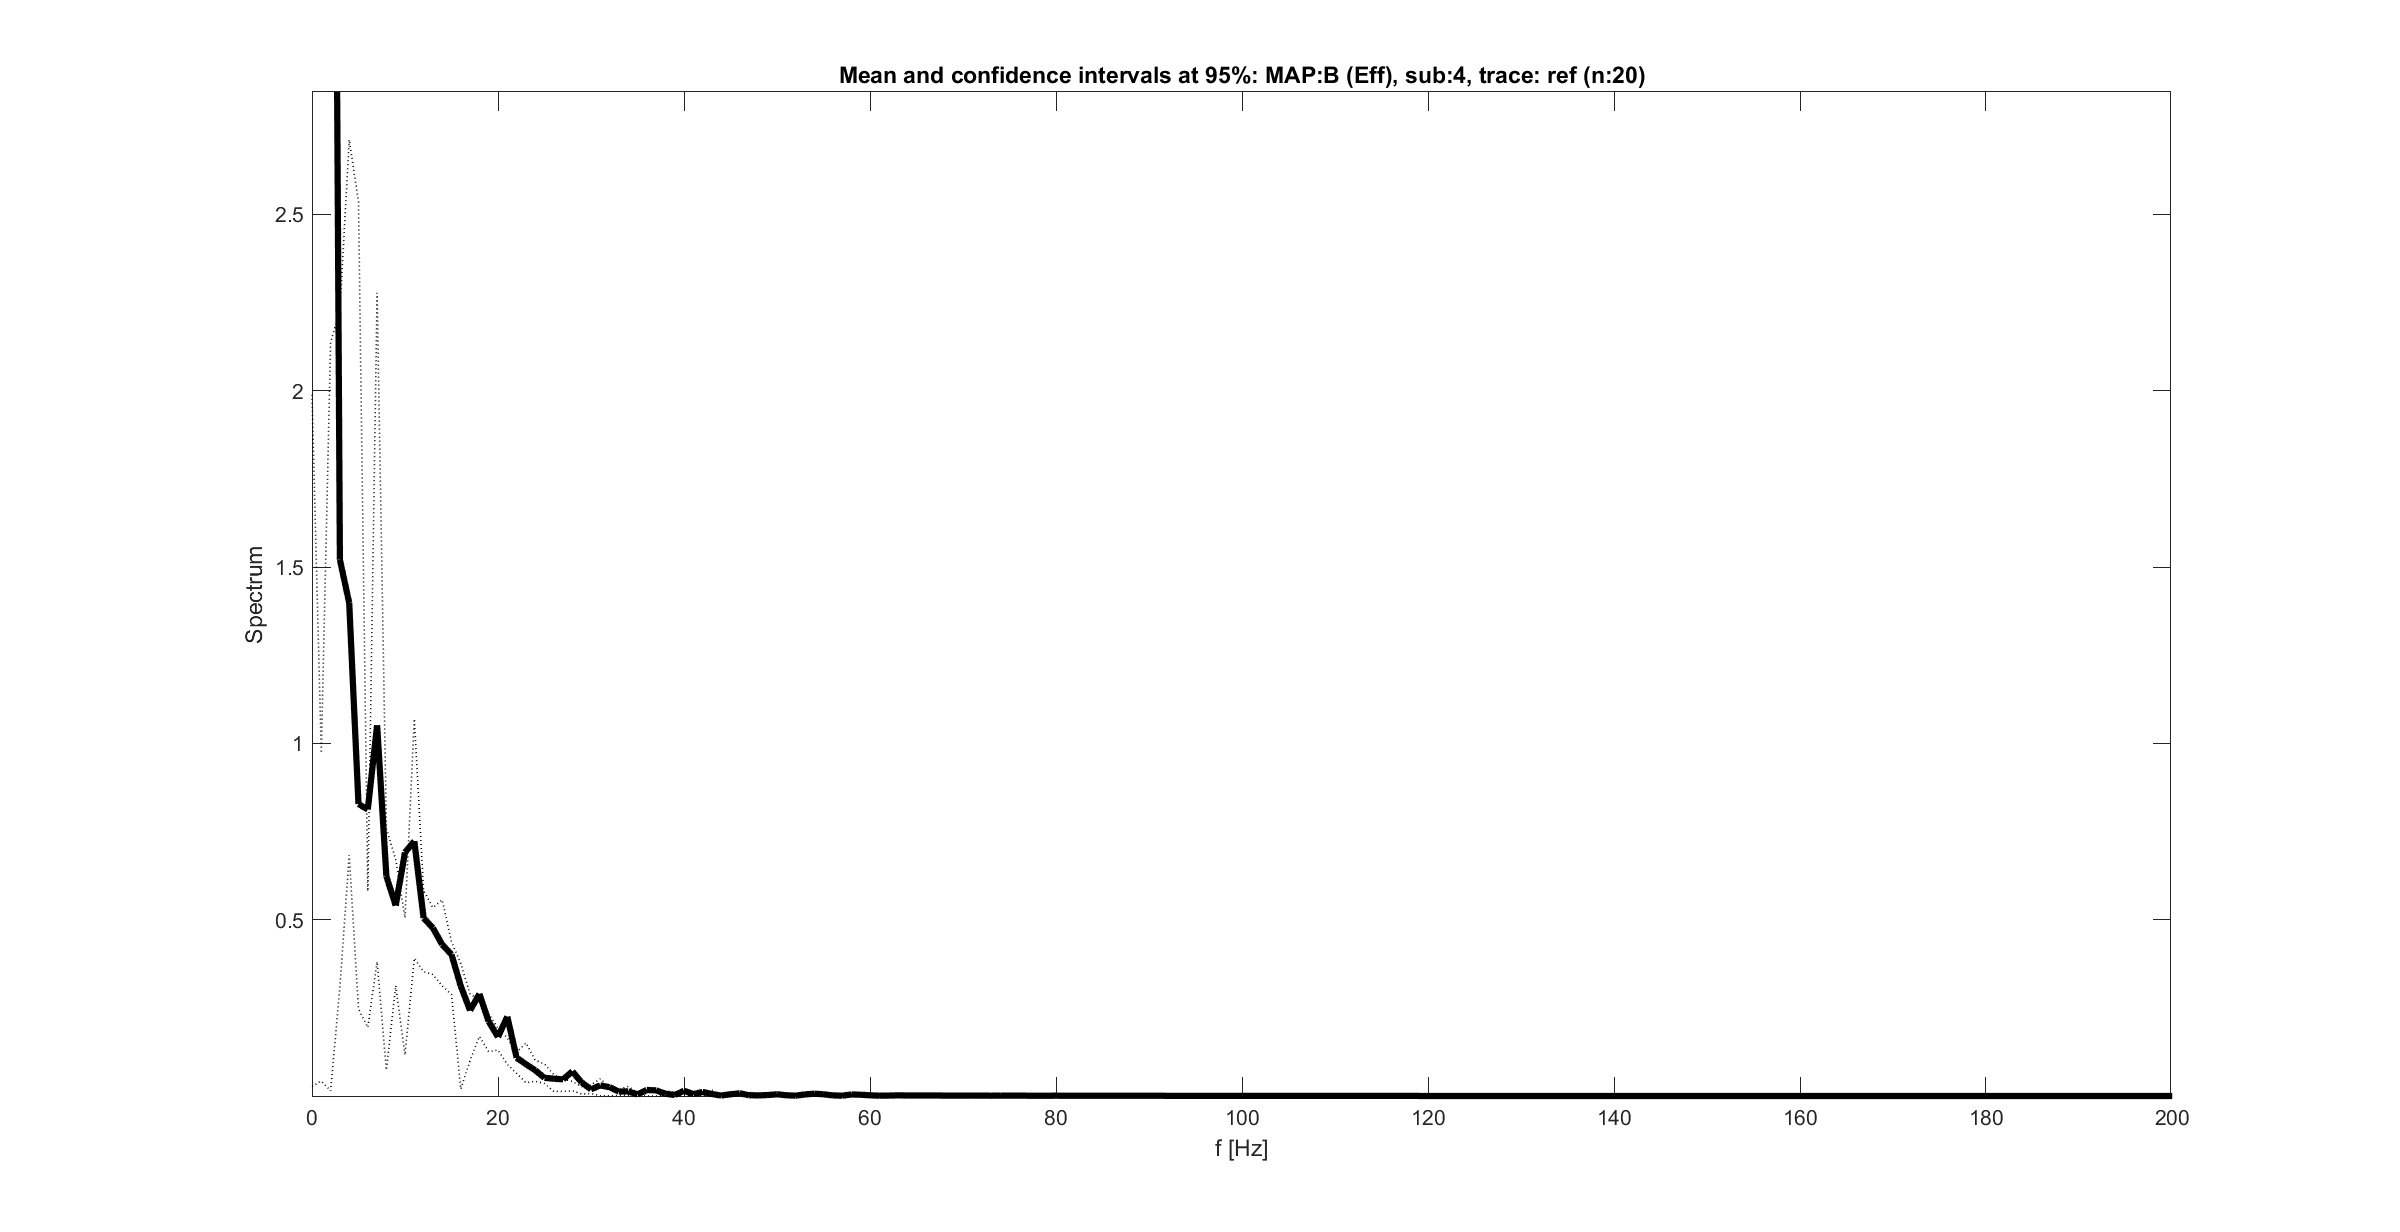 Mean and confidence intervals at 95%: MAP:B (Eff), sub:4, trace: ref (n:20)
2.5
2
1.5
1
0.5
Spectrum
0 20 40 60 80 100 120 140 160 180 200
f [Hz]